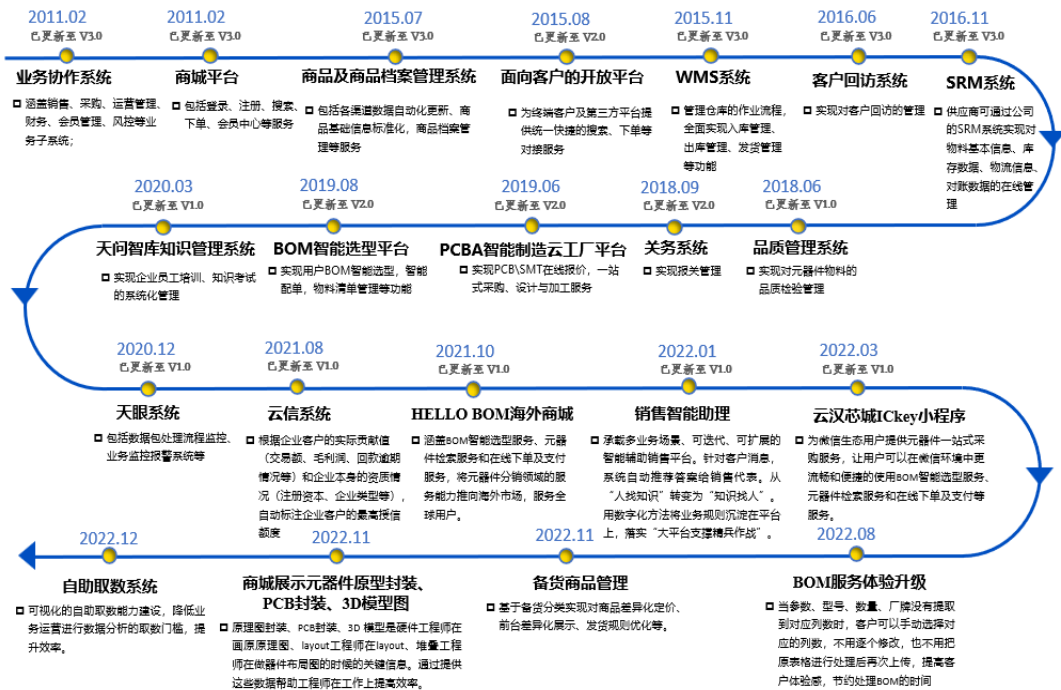 2011.02
已更新至 V3.0
业务协作系统
涵盖销售、采购、运营管理、
财务、会员管理、风控等业
务子系统；
2011.02
已更新至 V3.0
商城平台
包括登录、注册、搜索、
下单、会员中心等服务
2015.07
已更新至 V3.0
商品及商品档案管理系统
包括各渠道数据自动化更新、商
品基础信息标准化，商品档案管
理等服务
2015.08
已更新至 V2.0
面向客户的开放平台
为终端客户及第三方平台提
供统一快捷的搜索、下单等
对接服务
2015.11
已更新至 V3.0
WMS系统
管理仓库的作业流程，
全面实现入库管理、
出库管理、发货管理
等功能
2016.06
已更新至 V3.0
客户回访系统
实现对客户回访的管理
2016.11
已更新至 V3.0
SRM系统
供应商可通过公司
的SRM系统实现对
物料基本信息、库
存数据、物流信息、
对账数据的在线管
理
2020.03
已更新至 V1.0
天问智库知识管理系统
实现企业员工培训、知识考试
的系统化管理
2019.08
已更新至 V2.0
BOM智能选型平台
实现用户BOM智能选型，智能
配单，物料清单管理等功能
2019.06
已更新至 V2.0
PCBA智能制造云工厂平台
实现PCB\SMT在线报价，一站
式采购、设计与加工服务
2018.09
已更新至 V2.0
关务系统
实现报关管理
2018.06
已更新至 V1.0
品质管理系统
实现对元器件物料的
品质检验管理
2020.12
已更新至 V1.0
天眼系统
包括数据包处理流程监控、
业务监控报警系统等
2021.08
已更新至 V1.0
云信系统
根据企业客户的实际贡献值
（交易额、毛利润、回款逾期
情况等）和企业本身的资质情
况（注册资本、企业类型等），
自动标注企业客户的最高授信
额度
2021.10
已更新至 V1.0
HELLO BOM海外商城
涵盖BOM智能选型服务、元器
件检索服务和在线下单及支付
服务，将元器件分销领域的服
务能力推向海外市场，服务全
球用户。
2022.01
已更新至 V1.0
销售智能助理
承载多业务场景、可迭代、可扩展的
智能辅助销售平台。针对客户消息，
系统自动推荐答案给销售代表。从
“人找知识”转变为“知识找人”。
用数字化方法将业务规则沉淀在平台
上，落实“大平台支撑精兵作战”。
2022.03
已更新至 V1.0
云汉芯城ICkey小程序
为微信生态用户提供元器件一站式采
购服务，让用户可以在微信环境中更
流畅和便捷的使用BOM智能选型服务、
元器件检索服务和在线下单及支付等
服务。
2022.12
自助取数系统
可视化的自助取数能力建设，降低业
务运营进行数据分析的取数门槛，提
升效率。
2022.11
商城展示元器件原型封装、
PCB封装、3D模型图
原理图封装、PCB封装、3D 模型是硬件工程师在
画原原理图、layout工程师在layout、堆叠工程
师在做器件布局图的时候的关键信息。通过提供
这些数据帮助工程师在工作上提高效率。
2022.11
备货商品管理
基于备货分类实现对商品差异化定价、
前台差异化展示、发货规则优化等。
2022.08
BOM服务体验升级
当参数、型号、数量、厂牌没有提取
到对应列数时，客户可以手动选择对
应的列数，不用逐个修改，也不用把
原表格进行处理后再次上传，提高客
户体验感，节约处理BOM的时间